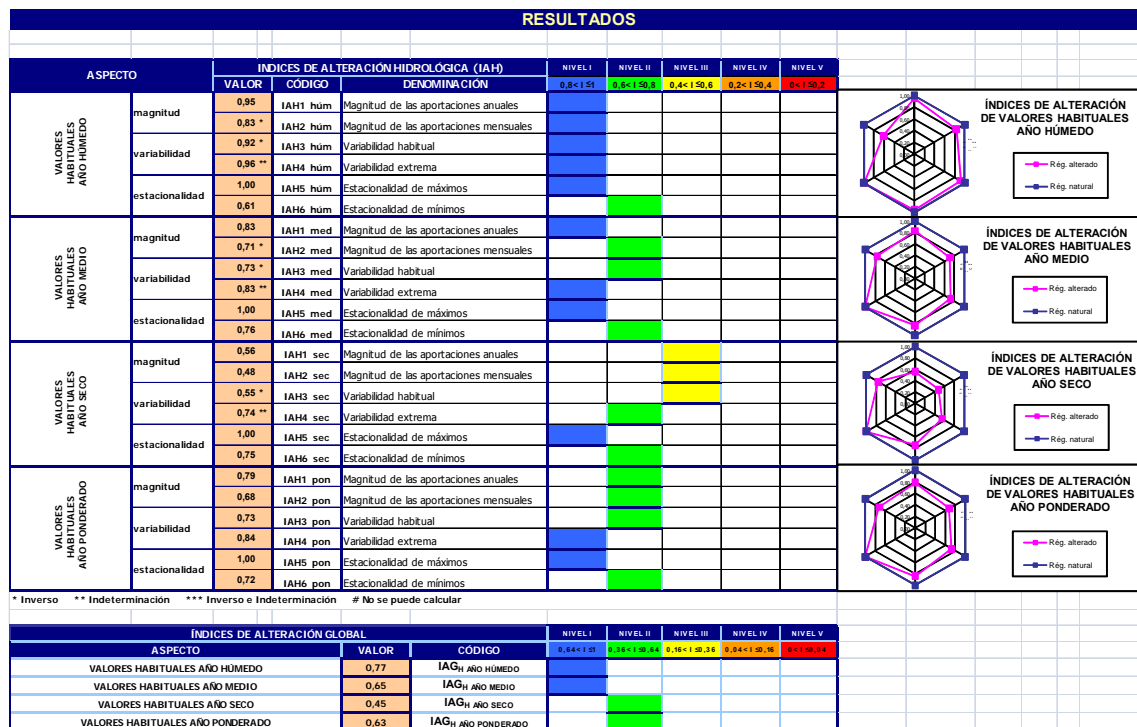 RESULTADOS
ASPECTO
ÍNDICES DE ALTERACIÓN HIDROLÓGICA (IAH)
NIVEL I NIVEL II NIVEL III NIVEL IV NIVEL V
VALOR CÓDIGO DENOMINACIÓN 0,8< I ≤1 0,6< I ≤0,8 0,4< I ≤0,6 0,2< I ≤0,4 0< I ≤0,2
VALORES HABITUALES AÑO HÚMEDO
magnitud
0,95 IAH1 húm Magnitud de las aportaciones anuales
0,83 * IAH2 húm Magnitud de las aportaciones mensuales
variabilidad
0,92 * IAH3 húm Variabilidad habitual
0,96 ** IAH4 húm Variabilidad extrema
estacionalidad
1,00 IAH5 húm Estacionalidad de máximos
0,61 IAH6 húm Estacionalidad de mínimos
ÍNDICES DE ALTERACIÓN
DE VALORES HABITUALES
AÑO HÚMEDO
Rég. alterado
Rég. natural
VALORES HABITUALES AÑO MEDIO
magnitud
0,83 IAH1 med Magnitud de las aportaciones anuales
0,71 * IAH2 med Magnitud de las aportaciones mensuales
variabilidad
0,73 * IAH3 med Variabilidad habitual
0,83 ** IAH4 med Variabilidad extrema
estacionalidad
1,00 IAH5 med Estacionalidad de máximos
0,76 IAH6 med Estacionalidad de mínimos
ÍNDICES DE ALTERACIÓN
DE VALORES HABITUALES
AÑO MEDIO
Rég. alterado
Rég. natural
VALORES HABITUALES AÑO SECO
magnitud
0,56 IAH1 sec Magnitud de las aportaciones anuales
0,48 IAH2 sec Magnitud de las aportaciones mensuales
variabilidad
0,55 * IAH3 sec Variabilidad habitual
0,74 ** IAH4 sec Variabilidad extrema
estacionalidad
1,00 IAH5 sec Estacionalidad de máximos
0,75 IAH6 sec Estacionalidad de mínimos
ÍNDICES DE ALTERACIÓN
DE VALORES HABITUALES
AÑO SECO
Rég. alterado
Rég. natural
VALORES HABITUALES AÑO PONDERADO
magnitud
0,79 IAH1 pon Magnitud de las aportaciones anuales
0,68 IAH2 pon Magnitud de las aportaciones mensuales
variabilidad
0,73 IAH3 pon Variabilidad habitual
0,84 IAH4 pon Variabilidad extrema
estacionalidad
1,00 IAH5 pon Estacionalidad de máximos
0,72 IAH6 pon Estacionalidad de mínimos
ÍNDICES DE ALTERACIÓN
DE VALORES HABITUALES
AÑO PONDERADO
Rég. alterado
Rég. natural
* Inverso ** Indeterminación *** Inverso e Indeterminación # No se puede calcular
ÍNDICES DE ALTERACIÓN GLOBAL NIVEL I NIVEL II NIVEL III NIVEL IV NIVEL V
ASPECTO VALOR CÓDIGO 0,64< I ≤1 0,36< I ≤0,64 0,16< I ≤0,36 0,04< I ≤0,16 0< I ≤0,04
VALORES HABITUALES AÑO HÚMEDO 0,77 IAGH AÑO HÚMEDO
VALORES HABITUALES AÑO MEDIO 0,65 IAGH AÑO MEDIO
VALORES HABITUALES AÑO SECO 0,45 IAGH AÑO SECO
VALORES HABITUALES AÑO PONDERADO 0,63 IAGH AÑO PONDERADO